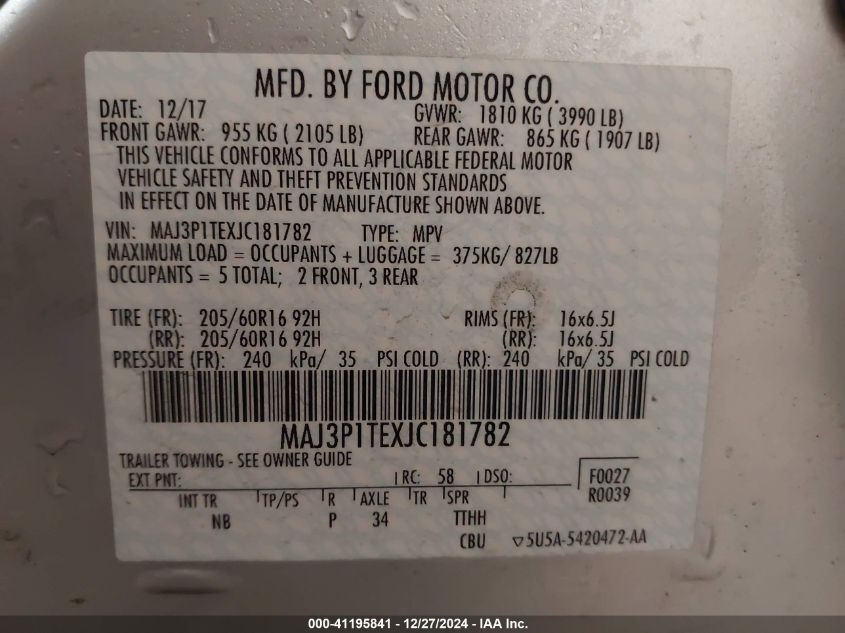 MFD. BY FORD MOTOR CO.
DATE: 12/17 GVWR: 1810 KG ( 3990 LB)
FRONT GAWR: 955 KG ( 2105 LB) REAR GAWR: 865 KG ( 1907 LB)
THIS VEHICLE CONFORMS TO ALL APPLICABLE FEDERAL MOTOR
VEHICLE SAFETY AND THEFT PREVENTION STANDARDS
IN EFFECT ON THE DATE OF MANUFACTURE SHOWN ABOVE.
VIN: MAJ3P1TEXJC181782 TYPE: MPV
MAXIMUM LOAD = OCCUPANTS + LUGGAGE = 375KG/ 827LB
OCCUPANTS = 5 TOTAL; 2 FRONT, 3 REAR
TIRE (FR): 205/60R16 92H RIMS (FR): 16x6.5J
(RR): 205/60R16 92H (RR): 16x6.5J
PRESSURE (FR): 240 kPa/ 35 PSI COLD (RR): 240 kPa/ 35 PSI COLD
MAJ3P1TEXJC181782
TRAILER TOWING - SEE OWNER GUIDE
EXT PNT: RC: 58 DSO: F0027
R0039
INT TR TP/PS R AXLE TR SPR
NB P 34 TTHH
CBU ▽5U5A-5420472-AA
000-41195841 - 12/27/2024 - IAA Inc.